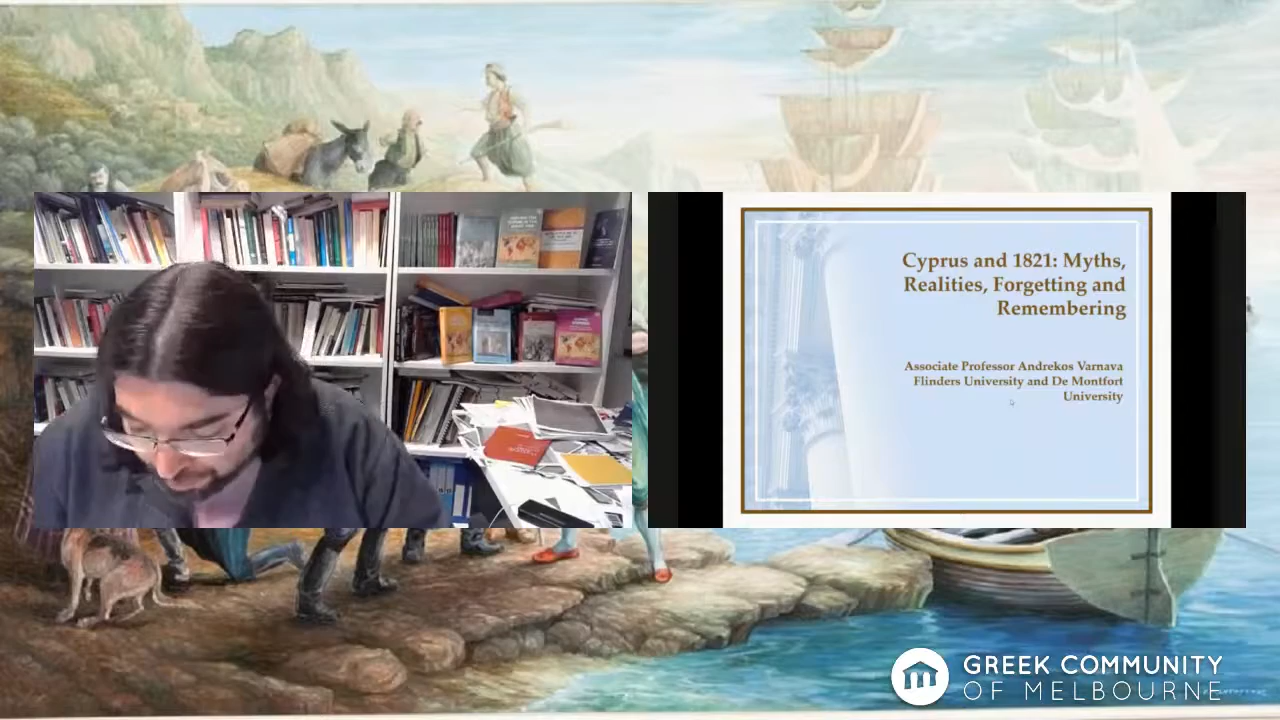 Cyprus and 1821: Myths,
Realities, Forgetting and
Remembering
Associate Professor Andrekos Varnava
Flinders University and De Montfort
University
GREEK COMMUNITY
OF MELBOURNE